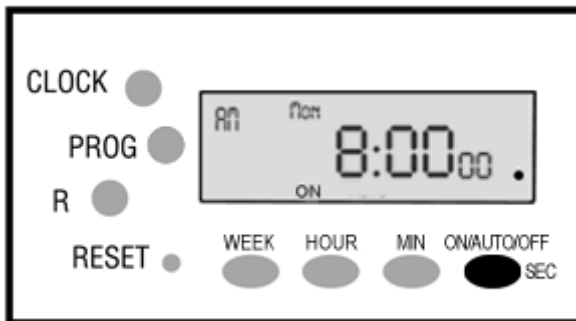 CLOCK
PROG
R
RESET
AM MON
8:00 00
ON
WEEK HOUR MIN ON/AUTO/OFF
SEC